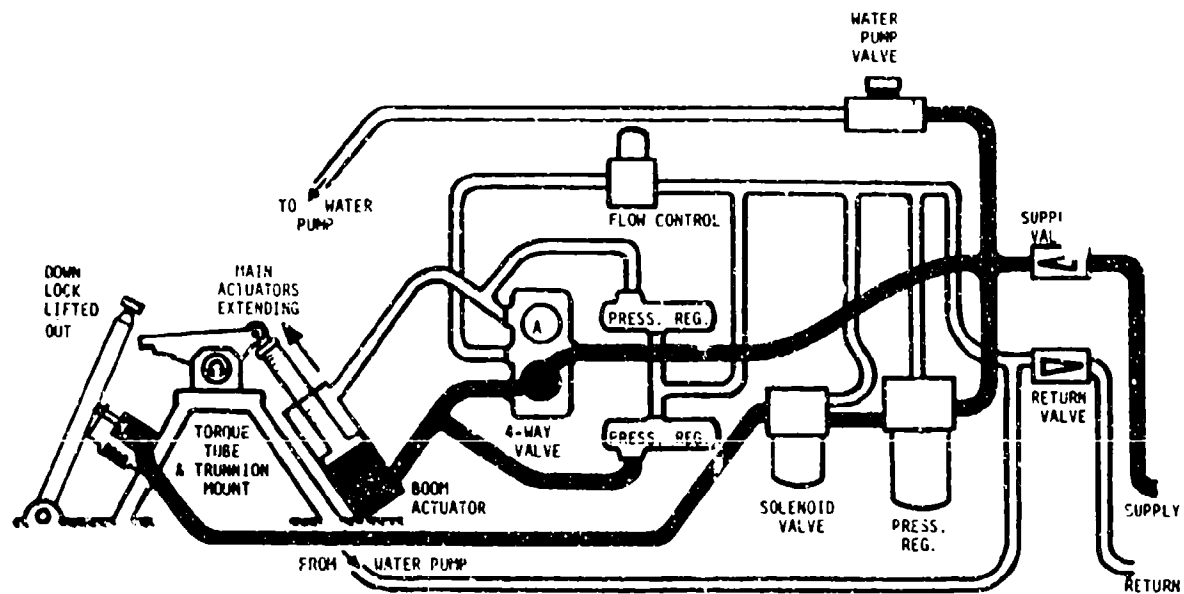 WATER
PUMP
VALVE
TO WATER
PUMP
FLOW CONTROL
SUPPI
VAL
DOWN
LOCK
LIFTED
OUT
MAIN
ACTUATORS
EXTENDING
A
PRESS. REG.
RETURN
VALVE
4-WAY
VALVE
PRESS. REG.
TORQUE
TUBE
& TRUNNION
MOUNT
BOOM
ACTUATOR
SOLENOID
VALVE
PRESS.
REG.
SUPPLY
FROM WATER PUMP
RETURN